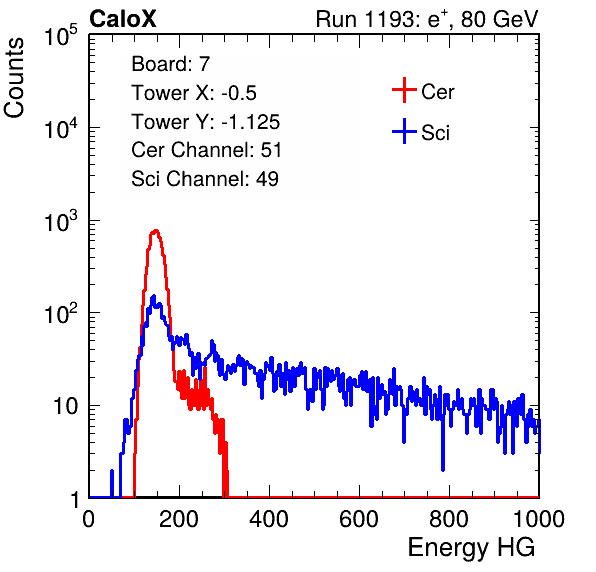 CaloX Run 1193: e⁺, 80 GeV
Counts
Board: 7
Tower X: -0.5
Tower Y: -1.125
Cer Channel: 51
Sci Channel: 49
Cer
Sci
10⁵
10⁴
10³
10²
10
1
0 200 400 600 800 1000
Energy HG